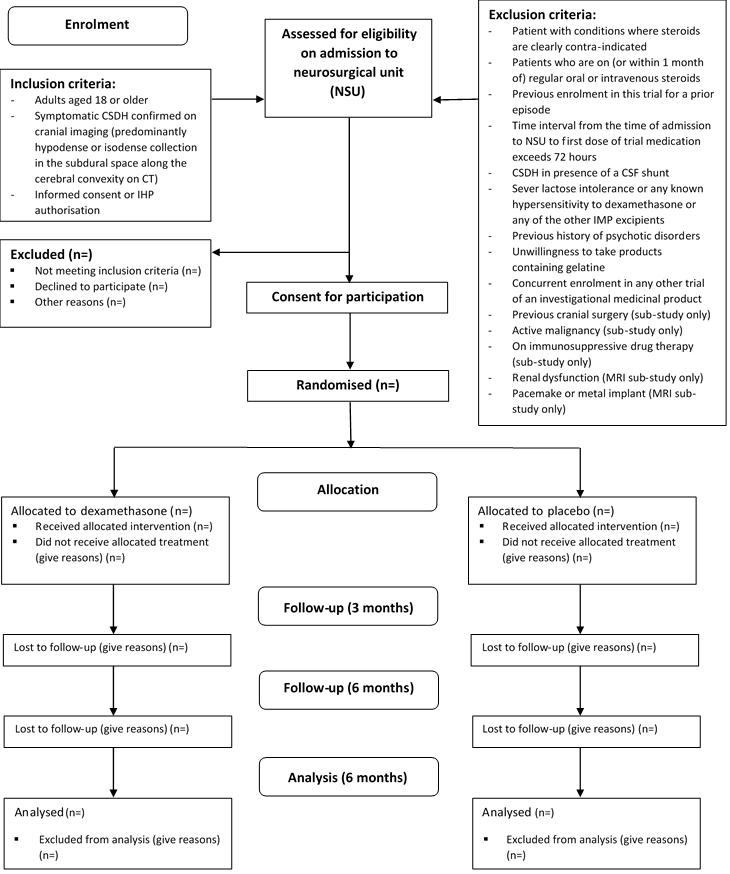 Enrolment
Assessed for eligibility
on admission to
neurosurgical unit
(NSU)
Inclusion criteria:
- Adults aged 18 or older
- Symptomatic CSDH confirmed on
cranial imaging (predominantly
hypodense or isodense collection
in the subdural space along the
cerebral convexity on CT)
- Informed consent or IHP
authorisation
Exclusion criteria:
- Patient with conditions where steroids
are clearly contra-indicated
- Patients who are on (or within 1 month
of) regular oral or intravenous steroids
- Previous enrolment in this trial for a prior
episode
- Time interval from the time of admission
to NSU to first dose of trial medication
exceeds 72 hours
- CSDH in presence of a CSF shunt
- Sever lactose intolerance or any known
hypersensitivity to dexamethasone or
any of the other IMP excipients
- Previous history of psychotic disorders
- Unwillingness to take products
containing gelatine
- Concurrent enrolment in any other trial
of an investigational medicinal product
- Previous cranial surgery (sub-study only)
- Active malignancy (sub-study only)
- On immunosuppressive drug therapy
(sub-study only)
- Renal dysfunction (MRI sub-study only)
- Pacemake or metal implant (MRI sub-
study only)
Excluded (n=)
▪ Not meeting inclusion criteria (n=)
▪ Declined to participate (n=)
▪ Other reasons (n=)
Consent for participation
Randomised (n=)
Allocation
Allocated to dexamethasone (n=)
▪ Received allocated intervention (n=)
▪ Did not receive allocated treatment
(give reasons) (n=)
Allocated to placebo (n=)
▪ Received allocated intervention (n=)
▪ Did not receive allocated treatment
(give reasons) (n=)
Follow-up (3 months)
Lost to follow-up (give reasons) (n=)
Lost to follow-up (give reasons) (n=)
Follow-up (6 months)
Lost to follow-up (give reasons) (n=)
Lost to follow-up (give reasons) (n=)
Analysis (6 months)
Analysed (n=)
▪ Excluded from analysis (give reasons)
(n=)
Analysed (n=)
▪ Excluded from analysis (give reasons)
(n=)